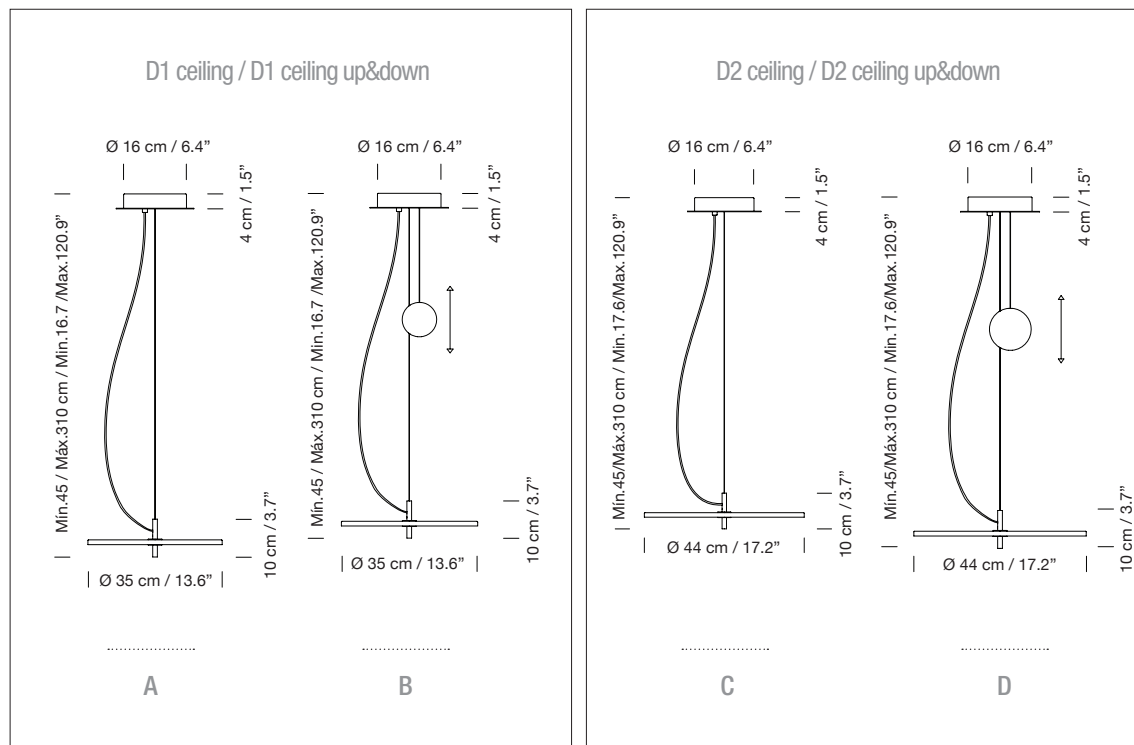 D1 ceiling / D1 ceiling up&down
Ø 16 cm / 6.4”
4 cm / 1.5”
Mín.45 / Máx.310 cm / Min.16.7 /Max.120.9”
10 cm / 3.7”
Ø 35 cm / 13.6”
A
Ø 16 cm / 6.4”
4 cm / 1.5”
Mín.45 / Máx.310 cm / Min.16.7 /Max.120.9”
10 cm / 3.7”
Ø 35 cm / 13.6”
B
D2 ceiling / D2 ceiling up&down
Ø 16 cm / 6.4”
4 cm / 1.5”
Mín.45/Máx.310 cm / Min.17.6/Max.120.9”
10 cm / 3.7”
Ø 44 cm / 17.2”
C
Ø 16 cm / 6.4”
4 cm / 1.5”
Mín.45/Máx.310 cm / Min.17.6/Max.120.9”
10 cm / 3.7”
Ø 44 cm / 17.2”
D